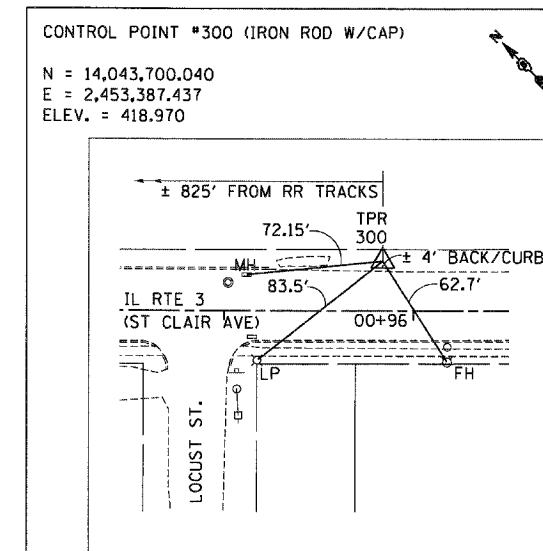 CONTROL POINT #300 (IRON ROD W/CAP)
N
N = 14,043,700.040
E = 2,453,387.437
ELEV. = 418.970
± 825' FROM RR TRACKS
TPR
300
72.15'
± 4' BACK/CURB
MH
83.5'
62.7'
IL RTE 3
(ST CLAIR AVE)
00+96
LP
FH
LOCUST ST.